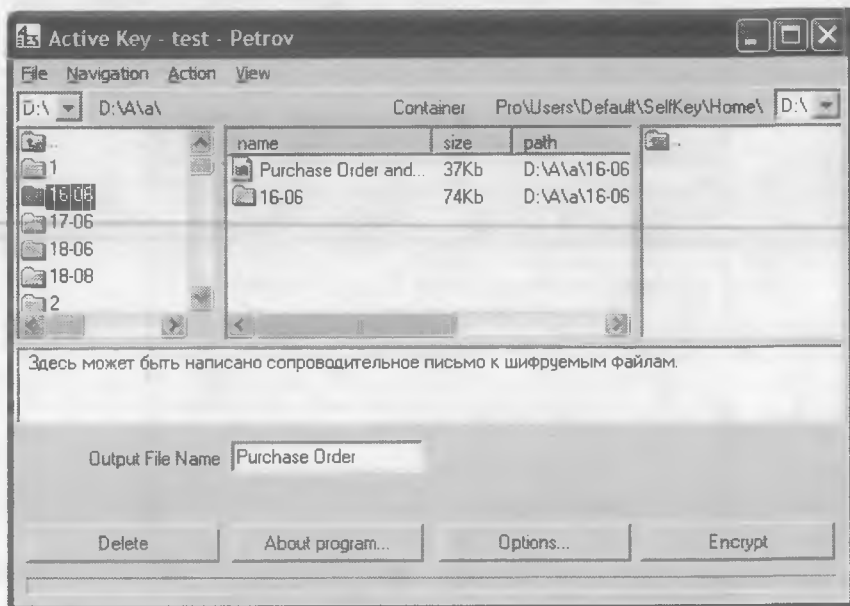 Active Key - test - Petrov
File Navigation Action View
D:\ D:\A\a\ Container Pro\Users\Default\SelfKey\Home\ D:\
..
1
16-06
17-06
18-06
18-08
2
name size path
Purchase Order and... 37Kb D:\A\a\16-06
16-06 74Kb D:\A\a\16-06
..
Здесь может быть написано сопроводительное письмо к шифруемым файлам.
Output File Name Purchase Order
Delete About program... Options... Encrypt